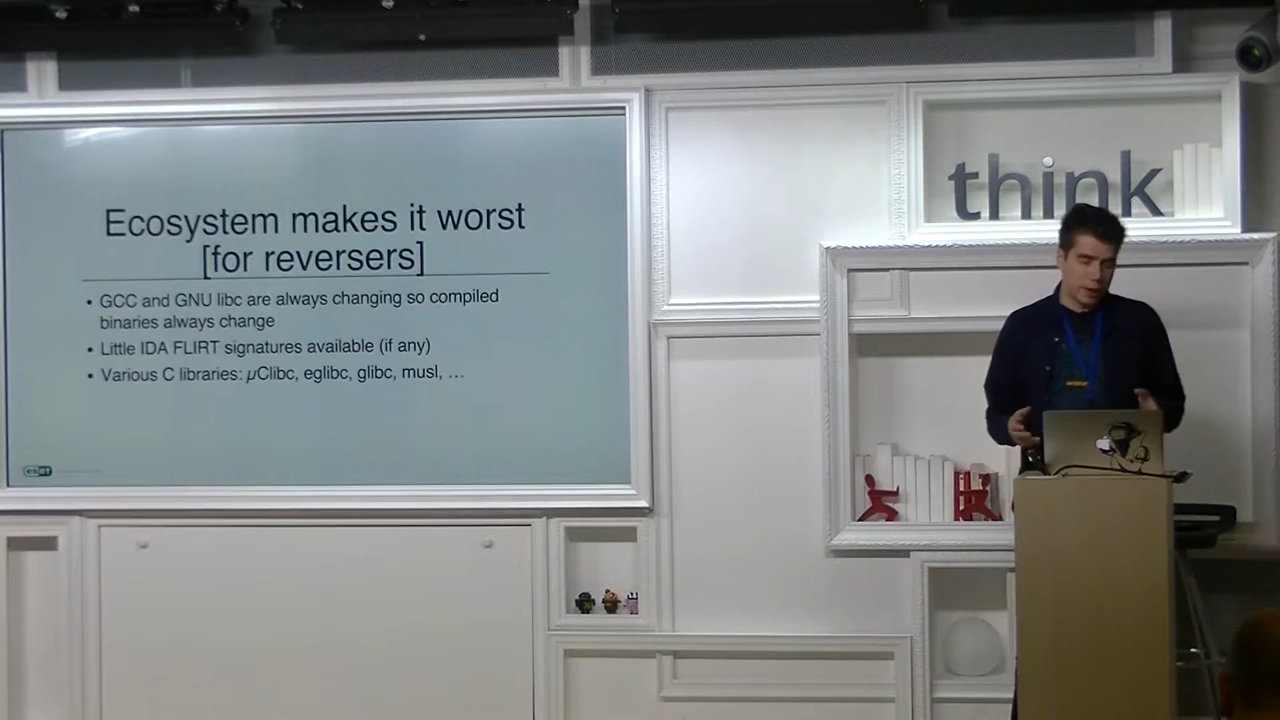 Ecosystem makes it worst
[for reversers]
• GCC and GNU libc are always changing so compiled
binaries always change
• Little IDA FLIRT signatures available (if any)
• Various C libraries: µClibc, eglibc, glibc, musl, …
eset
think